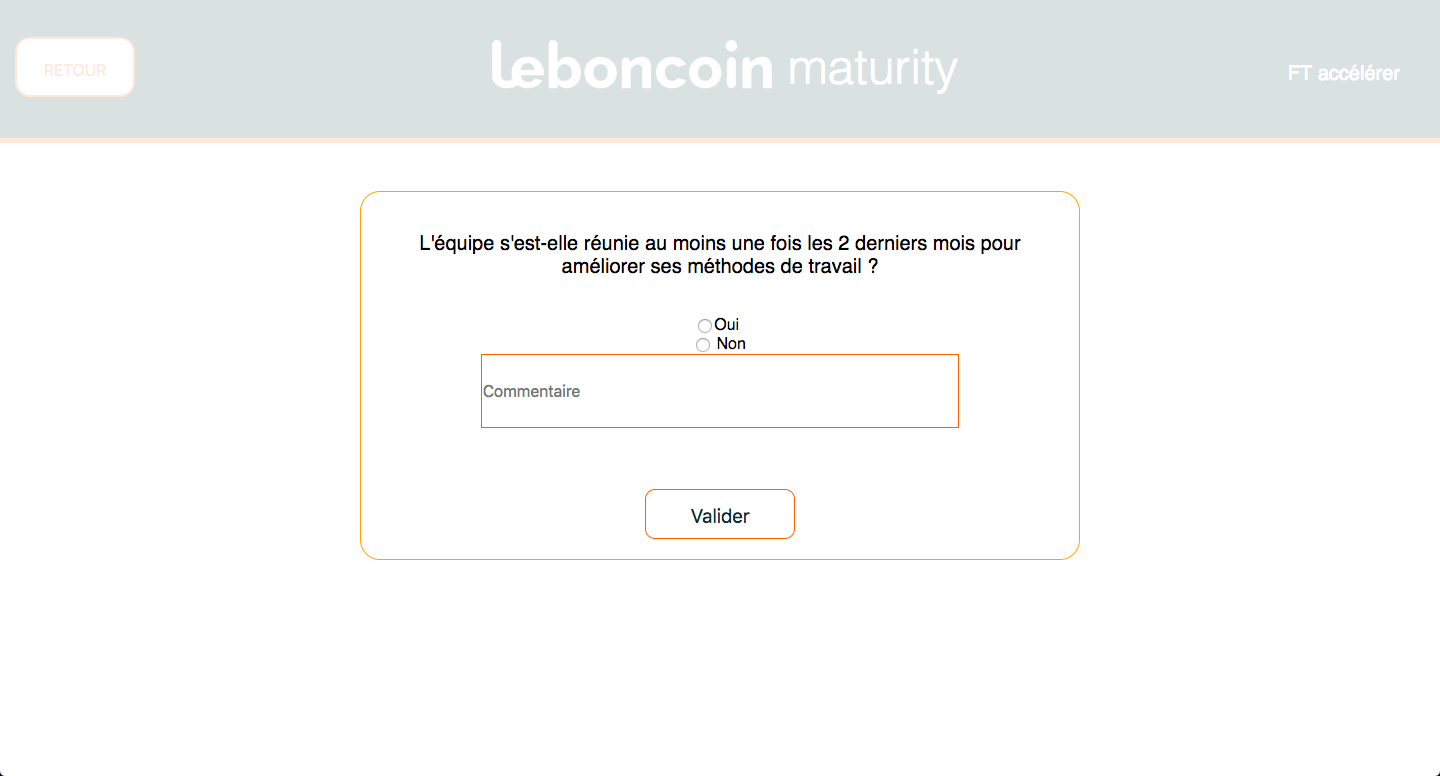 RETOUR
leboncoin maturity
FT accélérer
L'équipe s'est-elle réunie au moins une fois les 2 derniers mois pour
améliorer ses méthodes de travail ?
Oui
Non
Commentaire
Valider